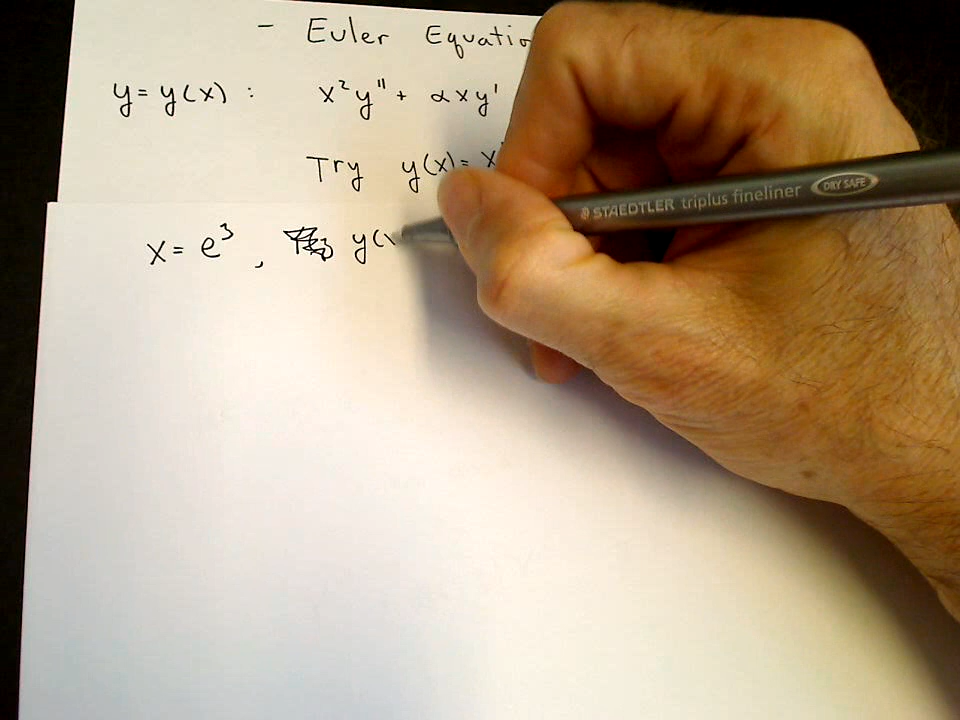 - Euler Equatio
y = y(x) : x²y'' + αxy'
Try y(x) = x
x = e³ , y(x
STAEDTLER triplus fineliner DRY SAFE